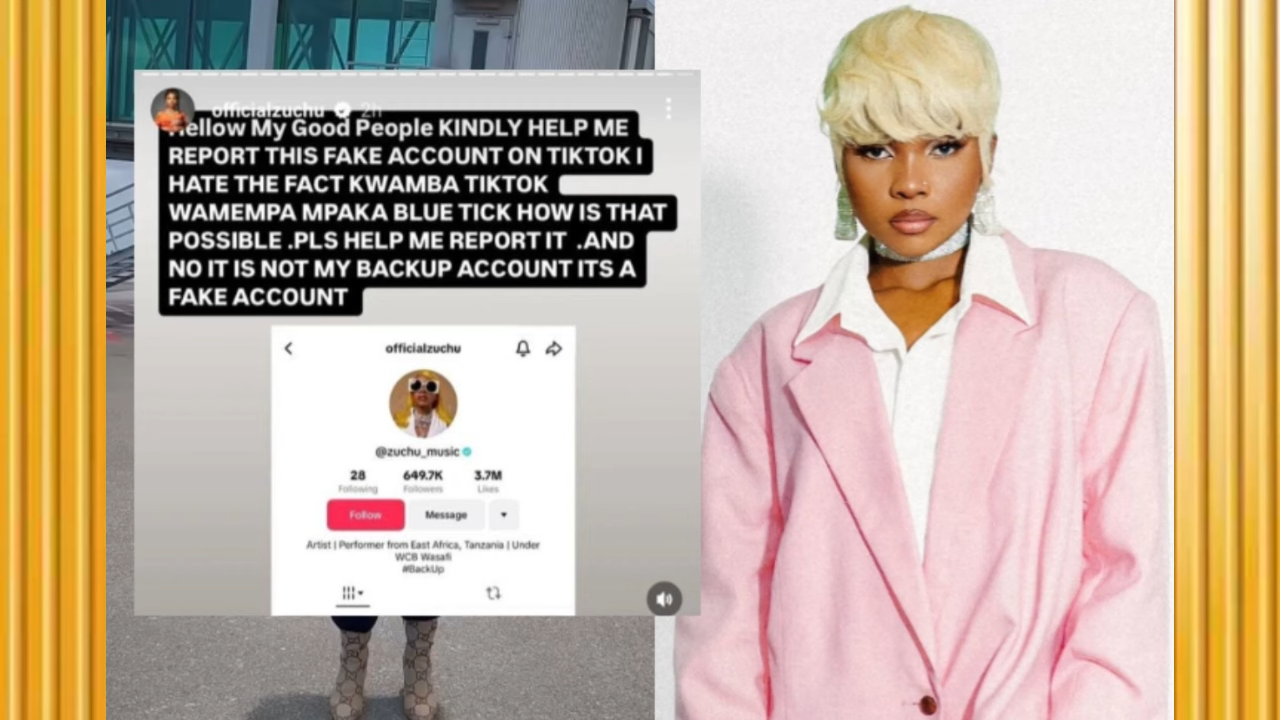 officialzuchu 2h
Hellow My Good People KINDLY HELP ME
REPORT THIS FAKE ACCOUNT ON TIKTOK I
HATE THE FACT KWAMBA TIKTOK
WAMEMPA MPAKA BLUE TICK HOW IS THAT
POSSIBLE .PLS HELP ME REPORT IT .AND
NO IT IS NOT MY BACKUP ACCOUNT ITS A
FAKE ACCOUNT
officialzuchu
@zuchu_music
28 649.7K 3.7M
Following Followers Likes
Follow Message
Artist | Performer from East Africa, Tanzania | Under
WCB Wasafi
#BackUp